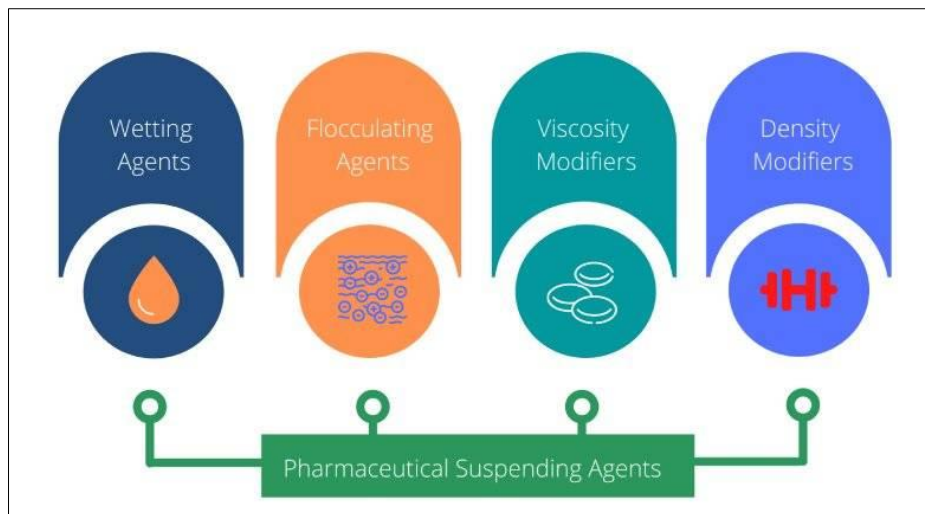 Wetting
Agents
Flocculating
Agents
Viscosity
Modifiers
Density
Modifiers
Pharmaceutical Suspending Agents